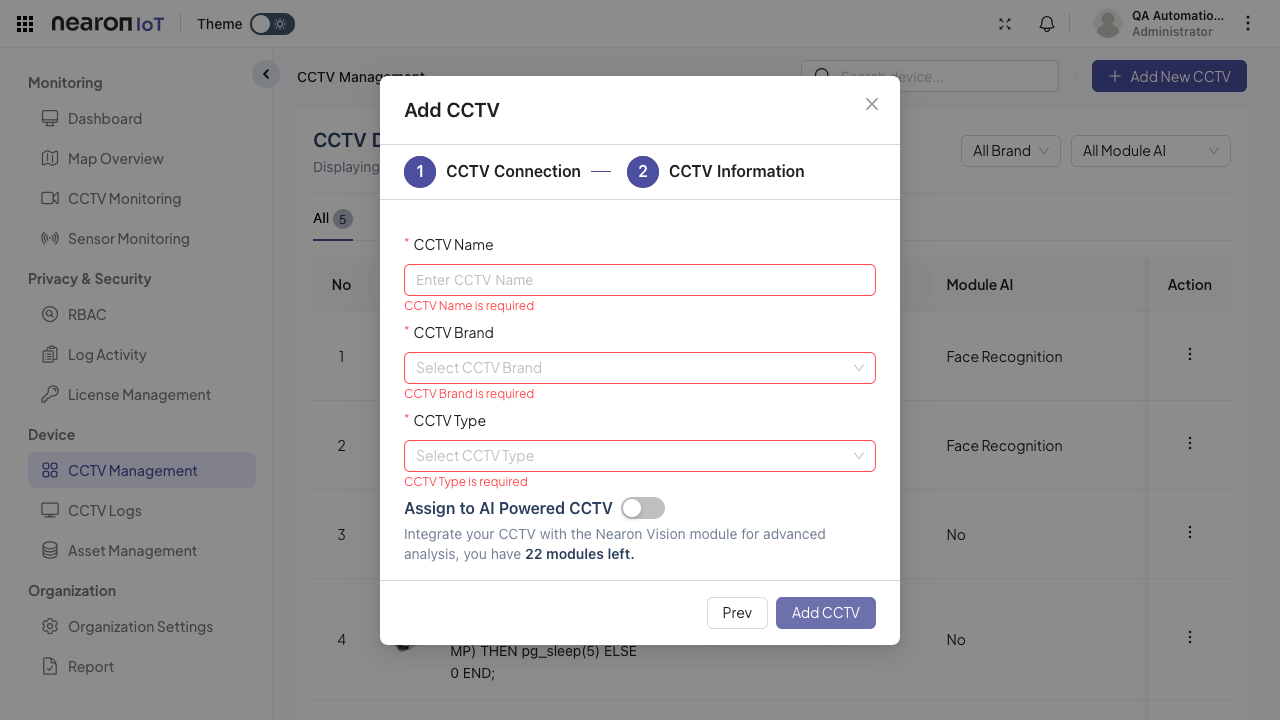 nearon IoT
Theme
QA Automatio...
Administrator
Monitoring
Dashboard
Map Overview
CCTV Monitoring
Sensor Monitoring
Privacy & Security
RBAC
Log Activity
License Management
Device
CCTV Management
CCTV Logs
Asset Management
Organization
Organization Settings
Report
CCTV Management
Search device...
Add New CCTV
CCTV D
Displaying
All Brand
All Module AI
All 5
No
Module AI
Action
1
Face Recognition
2
Face Recognition
3
No
4
No
MP) THEN pg_sleep(5) ELSE
0 END;
Add CCTV
1 CCTV Connection
2 CCTV Information
* CCTV Name
Enter CCTV Name
CCTV Name is required
* CCTV Brand
Select CCTV Brand
CCTV Brand is required
* CCTV Type
Select CCTV Type
CCTV Type is required
Assign to AI Powered CCTV
Integrate your CCTV with the Nearon Vision module for advanced
analysis, you have 22 modules left.
Prev
Add CCTV